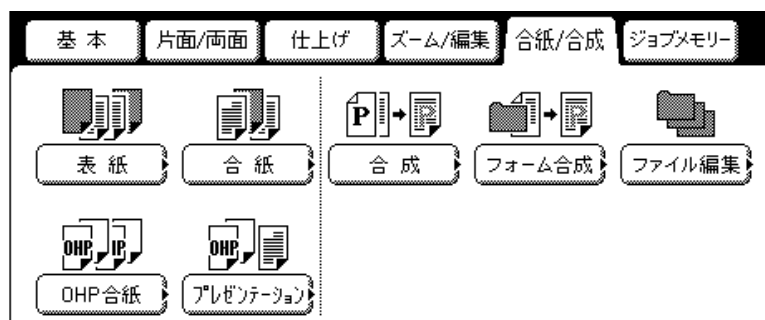 基本 片面/両面 仕上げ ズーム/編集 合紙/合成 ジョブメモリー
P P
表紙 合紙 合成 フォーム合成 ファイル編集
OHP IP OHP
OHP合紙 ﾌﾟﾚｾﾞﾝﾃｰｼｮﾝ